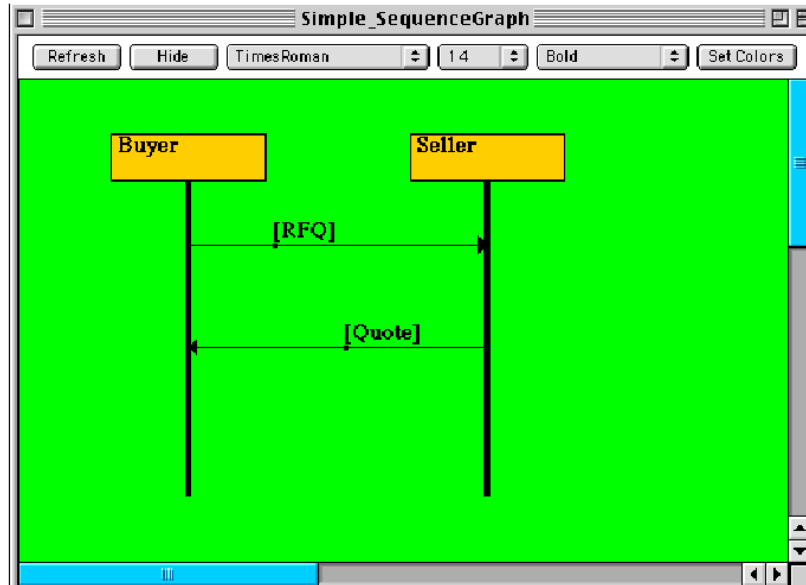 Simple_SequenceGraph
Refresh Hide TimesRoman 14 Bold Set Colors
Buyer Seller
[RFQ]
[Quote]